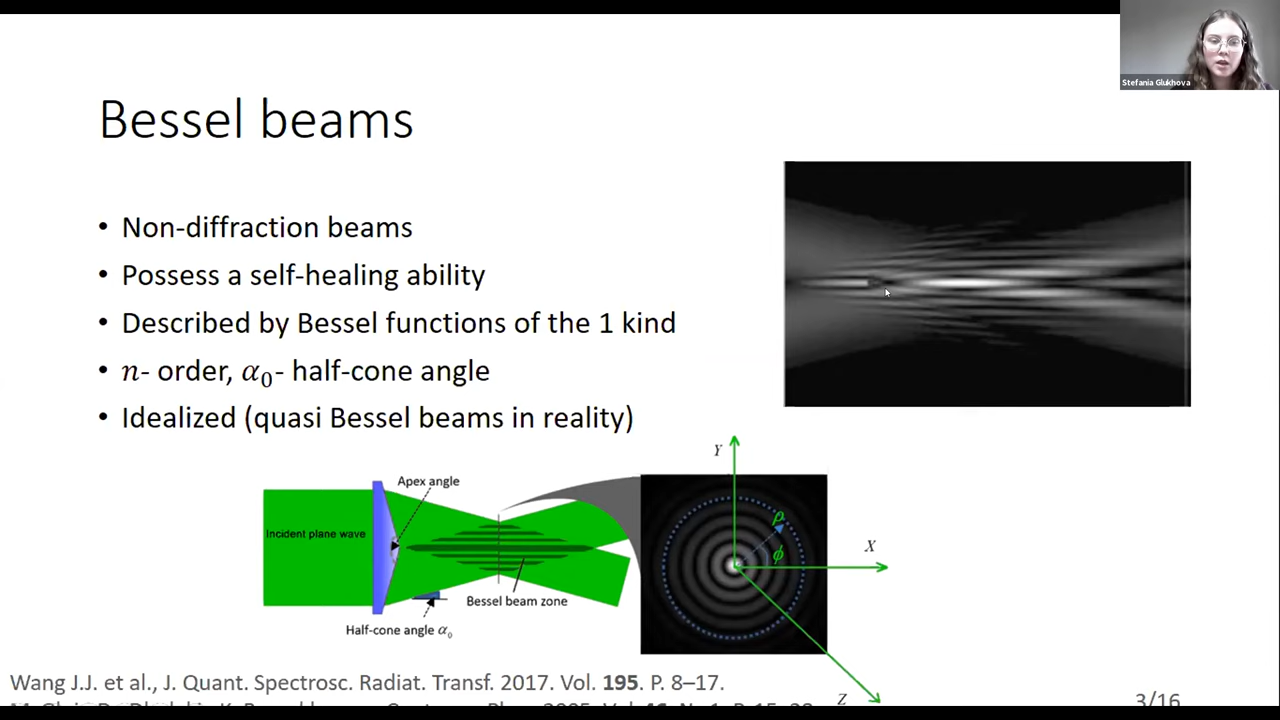 Stefania Glukhova
Bessel beams
• Non-diffraction beams
• Possess a self-healing ability
• Described by Bessel functions of the 1 kind
• n- order, α₀- half-cone angle
• Idealized (quasi Bessel beams in reality)
Apex angle
Incident plane wave
Bessel beam zone
Half-cone angle α₀
Y
ρ
ϕ
X
Z
Wang J.J. et al., J. Quant. Spectrosc. Radiat. Transf. 2017. Vol. 195. P. 8–17.
3/16